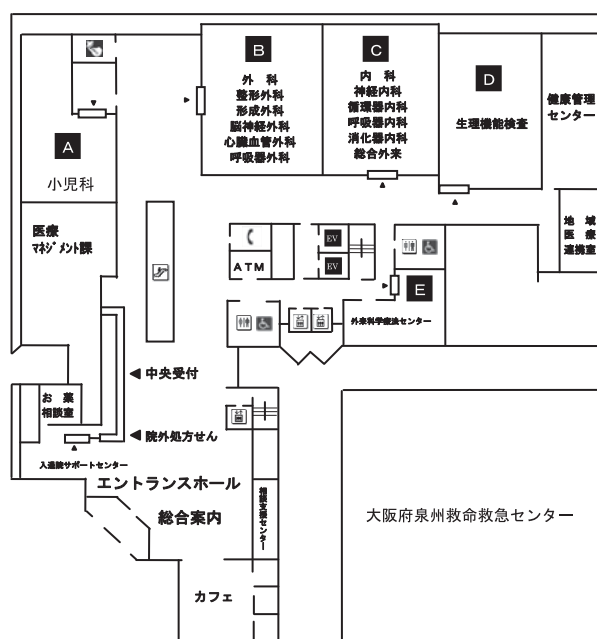 B
外 科
整形外科
形成外科
脳神経外科
心臓血管外科
呼吸器外科
C
内 科
神経内科
循環器内科
呼吸器内科
消化器内科
総合外来
D
生理機能検査
健康管理
センター
A
小児科
医療
マネジメント課
地 域
医 療
連携室
ATM
EV
EV
E
外来科学療法センター
中央受付
お 薬
相談室
院外処方せん
入退院サポートセンター
エントランスホール
総合案内
相談支援センター
大阪府泉州救命救急センター
カフェ